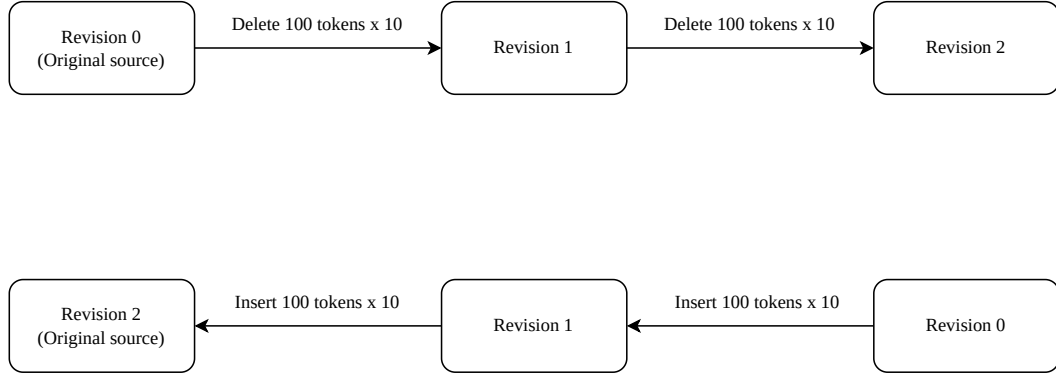 Revision 0
(Original source)
Delete 100 tokens x 10
Revision 1
Delete 100 tokens x 10
Revision 2
Revision 2
(Original source)
Insert 100 tokens x 10
Revision 1
Insert 100 tokens x 10
Revision 0